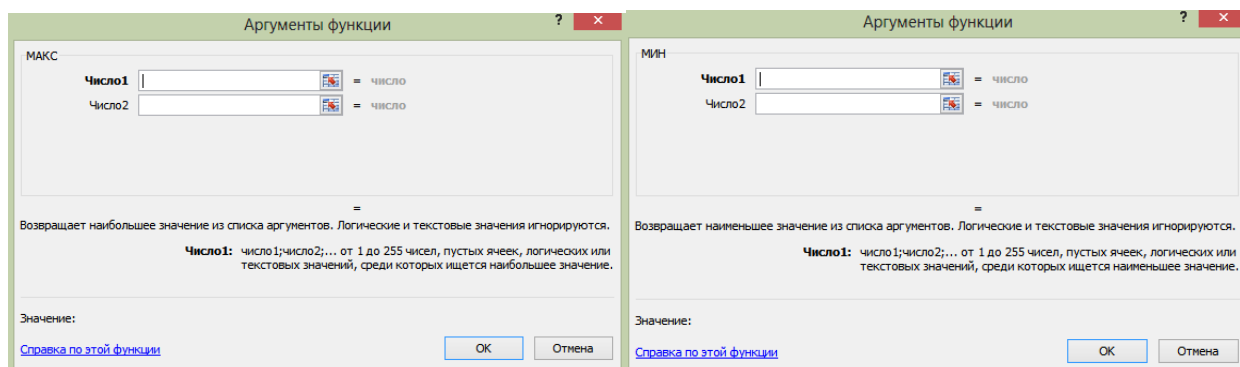 Аргументы функции ? ×
МАКС
Число1 = число
Число2 = число
=
Возвращает наибольшее значение из списка аргументов. Логические и текстовые значения игнорируются.
Число1: число1;число2;... от 1 до 255 чисел, пустых ячеек, логических или
текстовых значений, среди которых ищется наибольшее значение.
Значение:
Справка по этой функции
ОК Отмена
Аргументы функции ? ×
МИН
Число1 = число
Число2 = число
=
Возвращает наименьшее значение из списка аргументов. Логические и текстовые значения игнорируются.
Число1: число1;число2;... от 1 до 255 чисел, пустых ячеек, логических или
текстовых значений, среди которых ищется наименьшее значение.
Значение:
Справка по этой функции
ОК Отмена